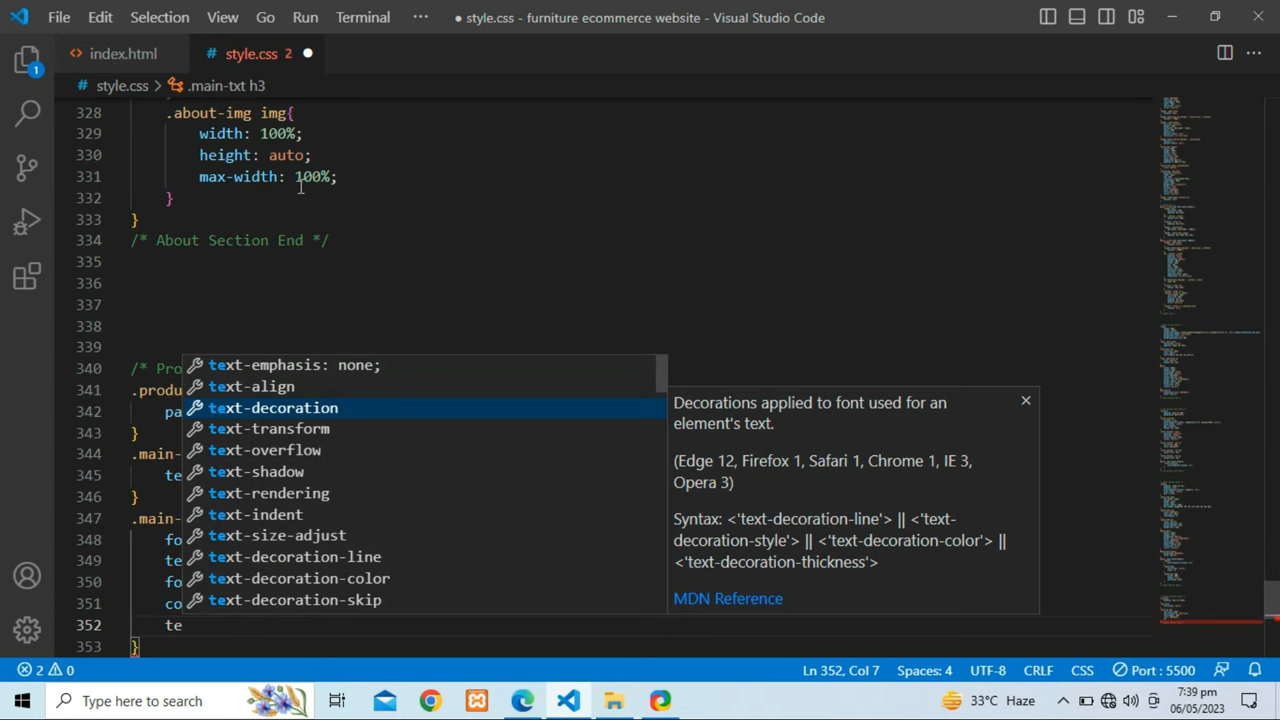 File Edit Selection View Go Run Terminal ··· ● style.css - furniture ecommerce website - Visual Studio Code
<> index.html # style.css 2 ●
# style.css > .main-txt h3
328 .about-img img{
329 width: 100%;
330 height: auto;
331 max-width: 100%;
332 }
333 }
334 /* About Section End */
335
336
337
338
339
340 /* Pro
341 .produ
342 pa
343 }
344 .main-
345 te
346 }
347 .main-
348 fo
349 te
350 fo
351 co
352 te
353 }
text-emphasis: none;
text-align
text-decoration
text-transform
text-overflow
text-shadow
text-rendering
text-indent
text-size-adjust
text-decoration-line
text-decoration-color
text-decoration-skip
Decorations applied to font used for an
element's text.
(Edge 12, Firefox 1, Safari 1, Chrome 1, IE 3,
Opera 3)
Syntax: <'text-decoration-line'> || <'text-
decoration-style'> || <'text-decoration-color'> ||
<'text-decoration-thickness'>
MDN Reference
1
2 0 Ln 352, Col 7 Spaces: 4 UTF-8 CRLF CSS Port : 5500
Type here to search 33°C Haze 7:39 pm
06/05/2023